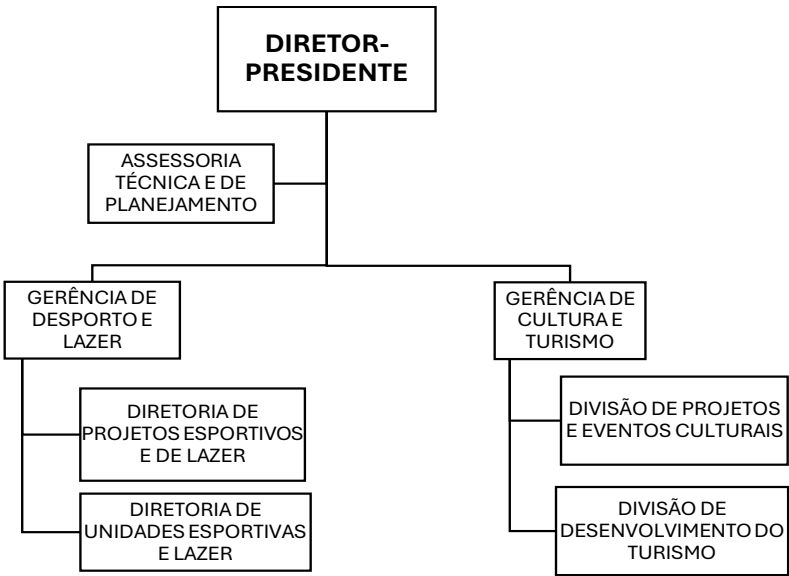 DIRETOR-
PRESIDENTE
ASSESSORIA
TÉCNICA E DE
PLANEJAMENTO
GERÊNCIA DE
DESPORTO E
LAZER
GERÊNCIA DE
CULTURA E
TURISMO
DIRETORIA DE
PROJETOS ESPORTIVOS
E DE LAZER
DIVISÃO DE PROJETOS
E EVENTOS CULTURAIS
DIRETORIA DE
UNIDADES ESPORTIVAS
E LAZER
DIVISÃO DE
DESENVOLVIMENTO DO
TURISMO